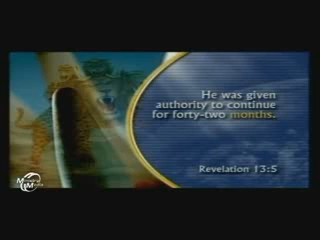 He was given
authority to continue
for forty-two months.
Revelation 13:5